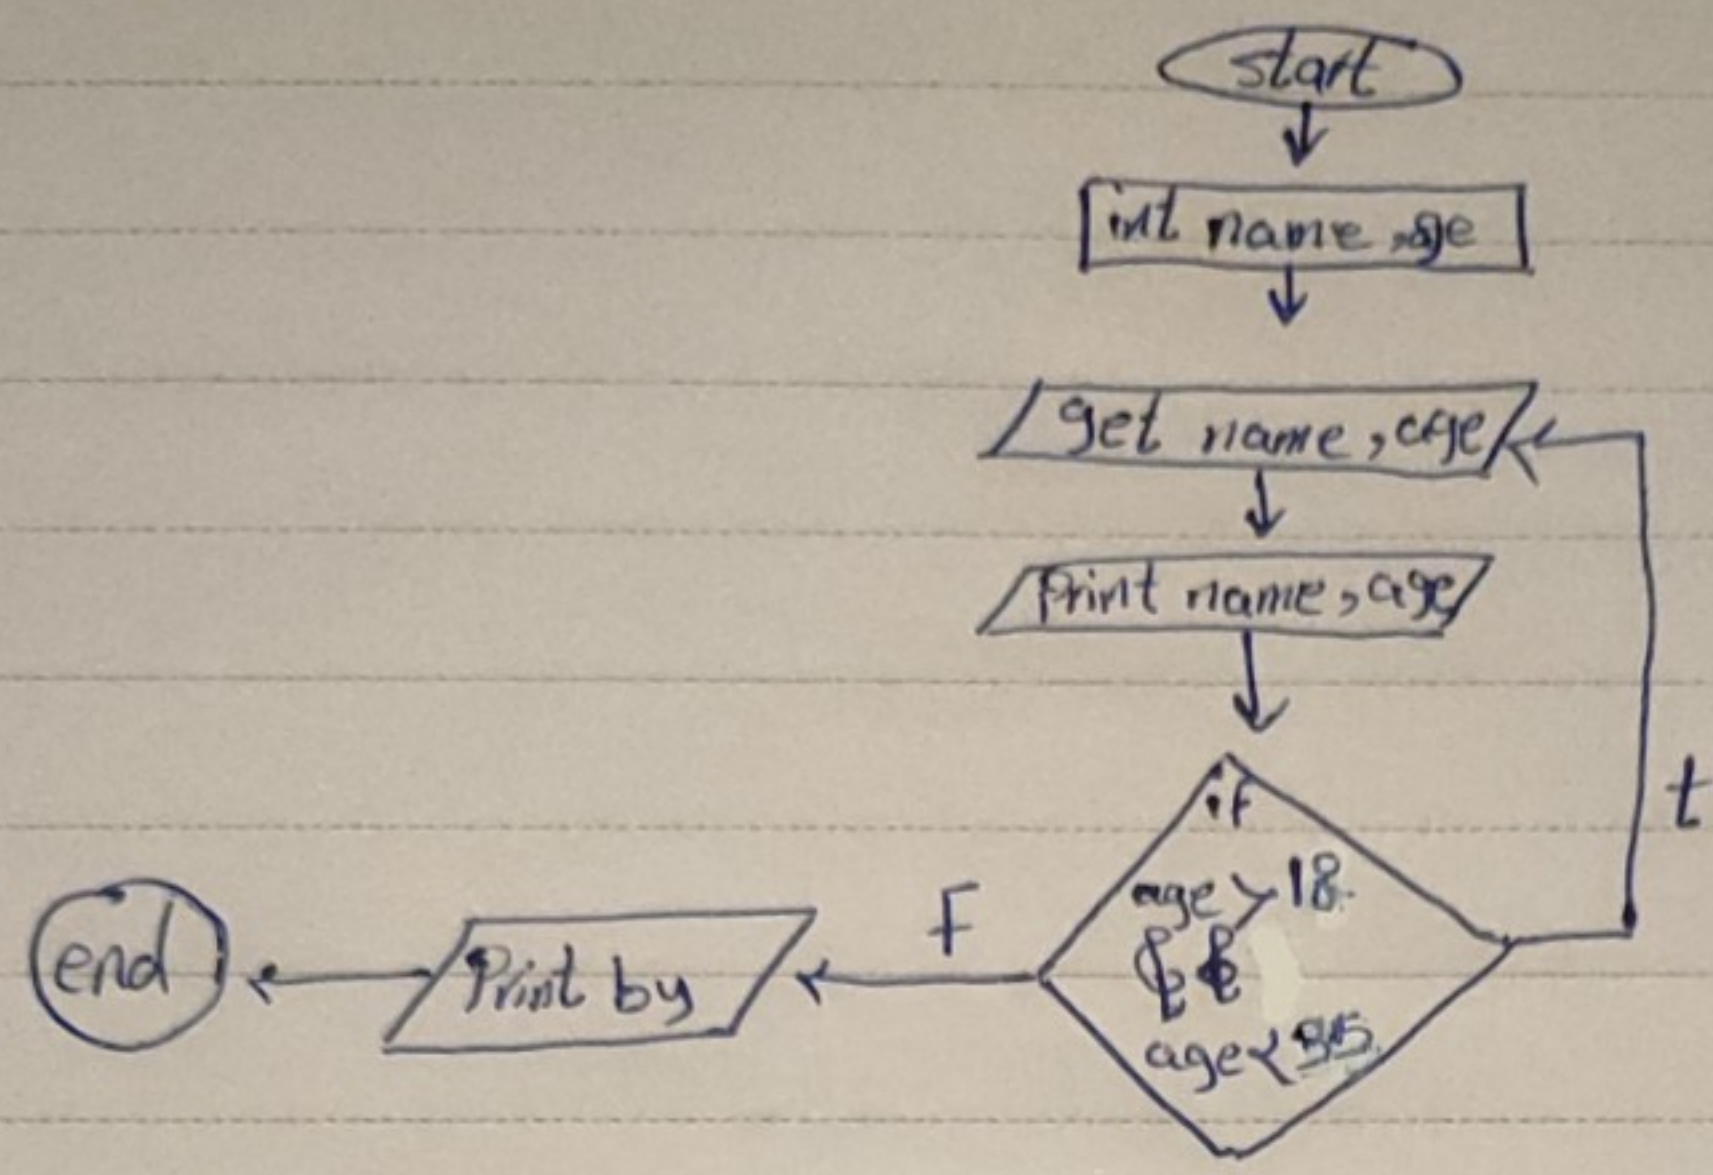 start
int name, age
get name, age
Print name, age
if
age > 18
&&
age <
t
F
Print by
end